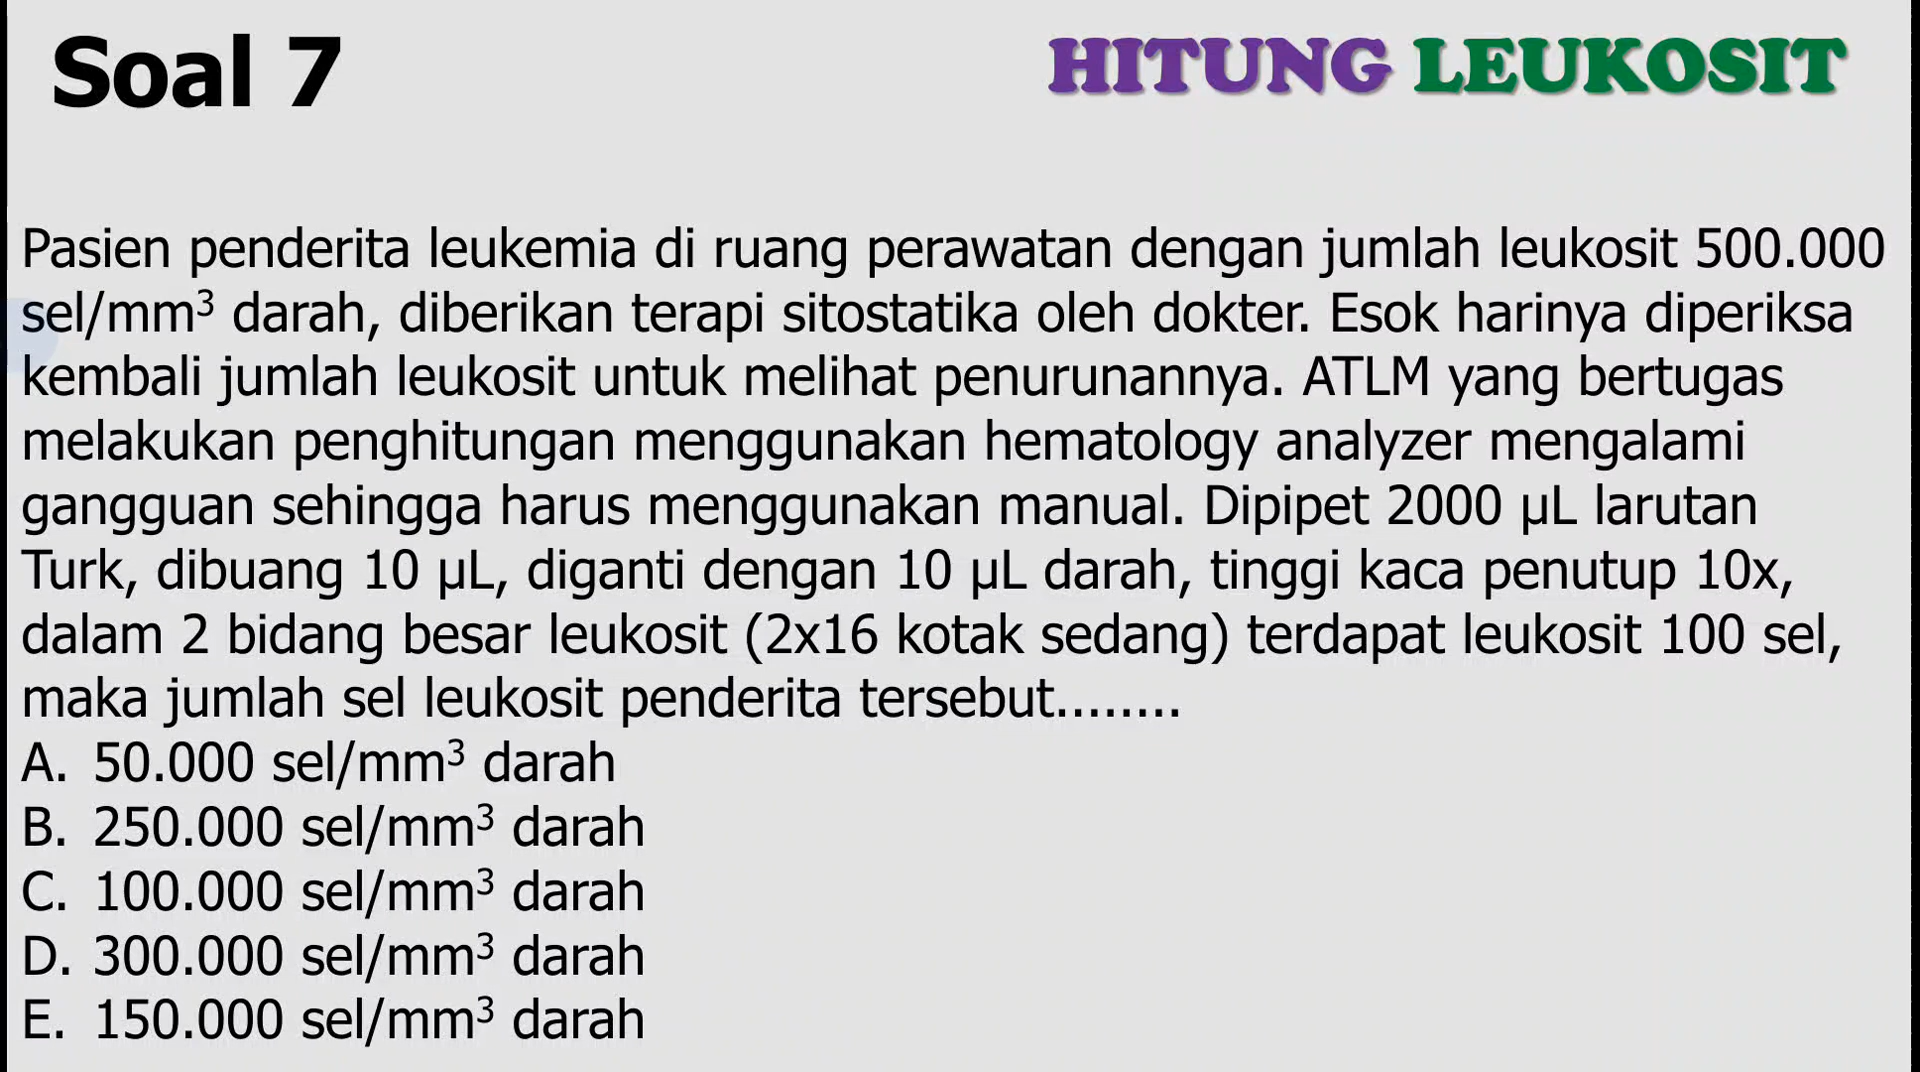 Soal 7
HITUNG LEUKOSIT
Pasien penderita leukemia di ruang perawatan dengan jumlah leukosit 500.000
sel/mm³ darah, diberikan terapi sitostatika oleh dokter. Esok harinya diperiksa
kembali jumlah leukosit untuk melihat penurunannya. ATLM yang bertugas
melakukan penghitungan menggunakan hematology analyzer mengalami
gangguan sehingga harus menggunakan manual. Dipipet 2000 µL larutan
Turk, dibuang 10 µL, diganti dengan 10 µL darah, tinggi kaca penutup 10x,
dalam 2 bidang besar leukosit (2x16 kotak sedang) terdapat leukosit 100 sel,
maka jumlah sel leukosit penderita tersebut........
A. 50.000 sel/mm³ darah
B. 250.000 sel/mm³ darah
C. 100.000 sel/mm³ darah
D. 300.000 sel/mm³ darah
E. 150.000 sel/mm³ darah